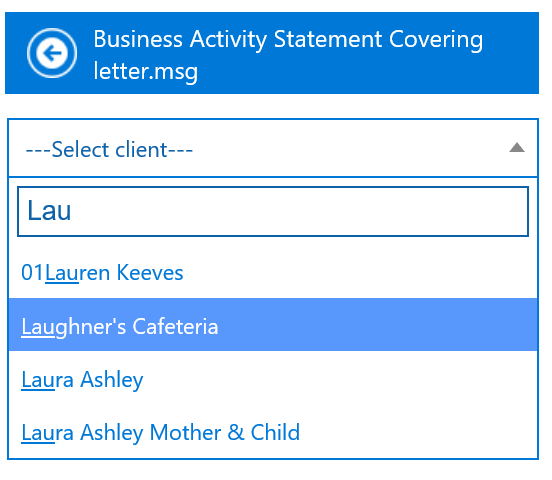 Business Activity Statement Covering
letter.msg
---Select client---
Lau
01Lauren Keeves
Laughner's Cafeteria
Laura Ashley
Laura Ashley Mother & Child